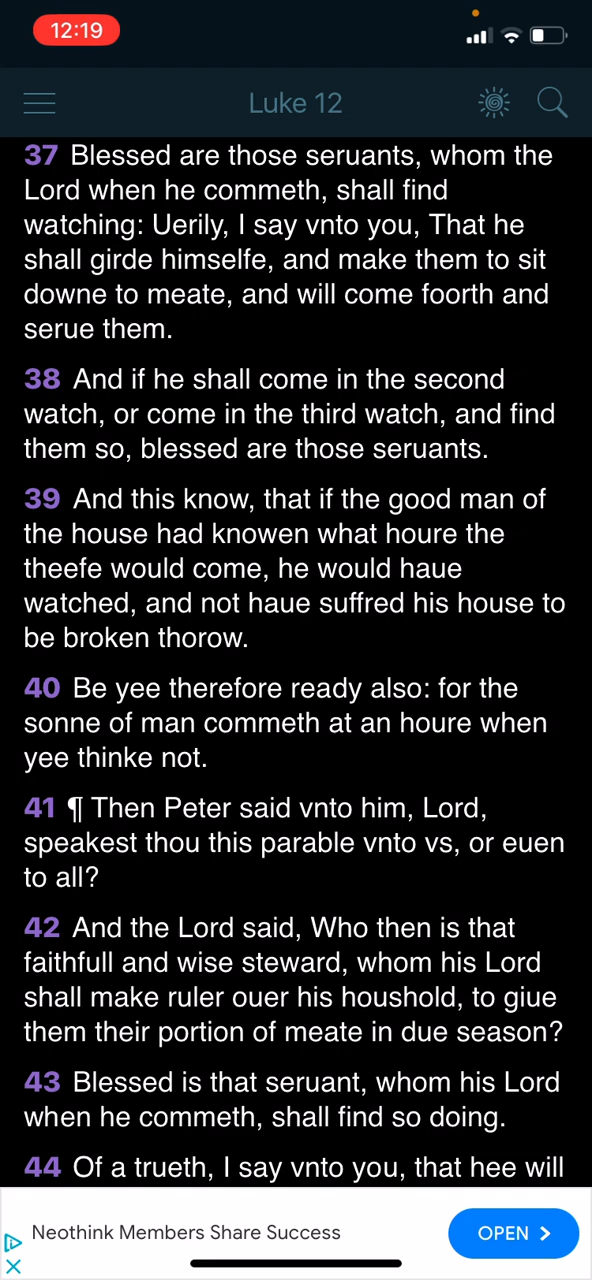 12:19
Luke 12
37 Blessed are those seruants, whom the
Lord when he commeth, shall find
watching: Uerily, I say vnto you, That he
shall girde himselfe, and make them to sit
downe to meate, and will come foorth and
serue them.
38 And if he shall come in the second
watch, or come in the third watch, and find
them so, blessed are those seruants.
39 And this know, that if the good man of
the house had knowen what houre the
theefe would come, he would haue
watched, and not haue suffred his house to
be broken thorow.
40 Be yee therefore ready also: for the
sonne of man commeth at an houre when
yee thinke not.
41 ¶ Then Peter said vnto him, Lord,
speakest thou this parable vnto vs, or euen
to all?
42 And the Lord said, Who then is that
faithfull and wise steward, whom his Lord
shall make ruler ouer his houshold, to giue
them their portion of meate in due season?
43 Blessed is that seruant, whom his Lord
when he commeth, shall find so doing.
44 Of a trueth, I say vnto you, that hee will
Neothink Members Share Success
OPEN